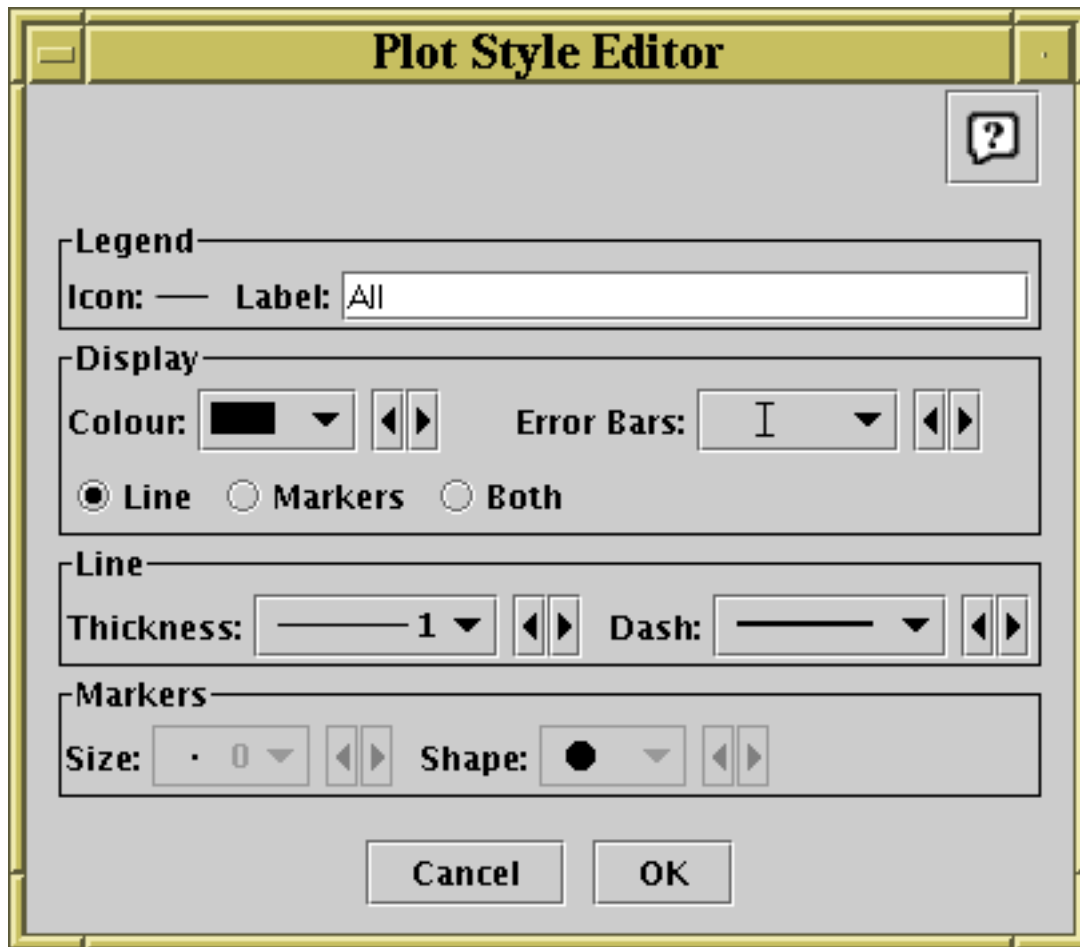 Plot Style Editor
?
Legend
Icon: Label: All
Display
Colour: Error Bars:
Line Markers Both
Line
Thickness: 1 Dash:
Markers
Size: 0 Shape:
Cancel OK